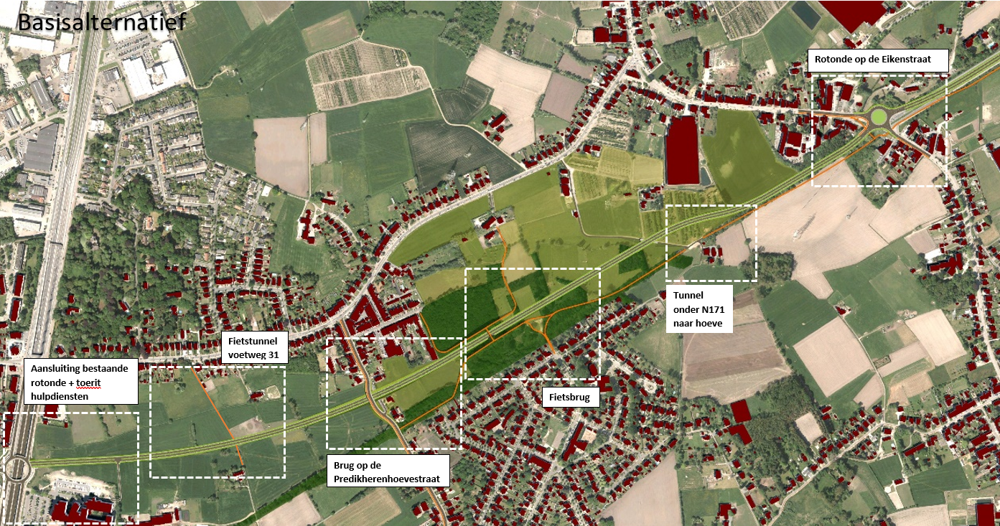 Basisalternatief
Rotonde op de Eikenstraat
Tunnel
onder N171
naar hoeve
Fietstunnel
voetweg 31
Aansluiting bestaande
rotonde + toerit
hulpdiensten
Fietsbrug
Brug op de
Predikherenhoevestraat